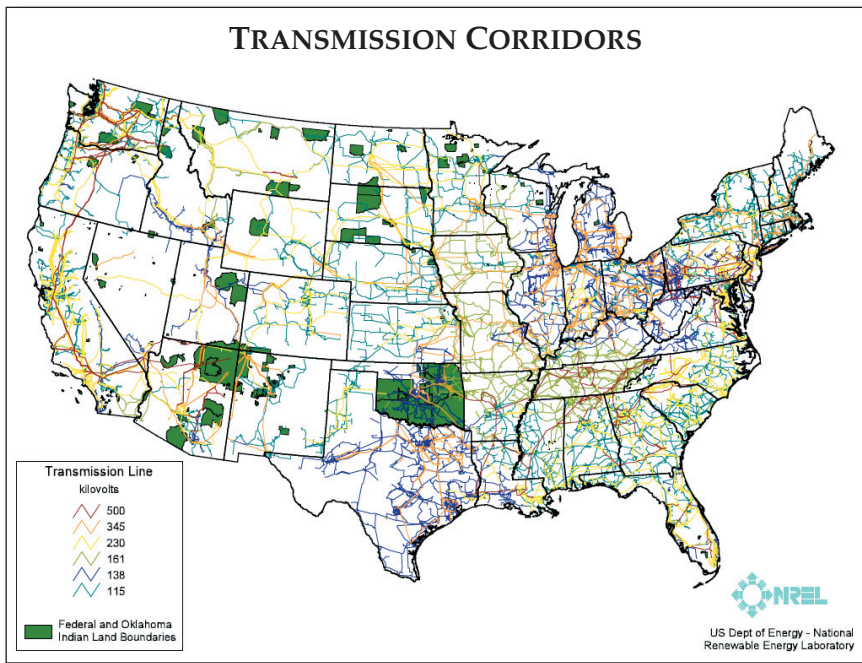 TRANSMISSION CORRIDORS
Transmission Line
kilovolts
500
345
230
161
138
115
Federal and Oklahoma
Indian Land Boundaries
NREL
US Dept of Energy - National
Renewable Energy Laboratory